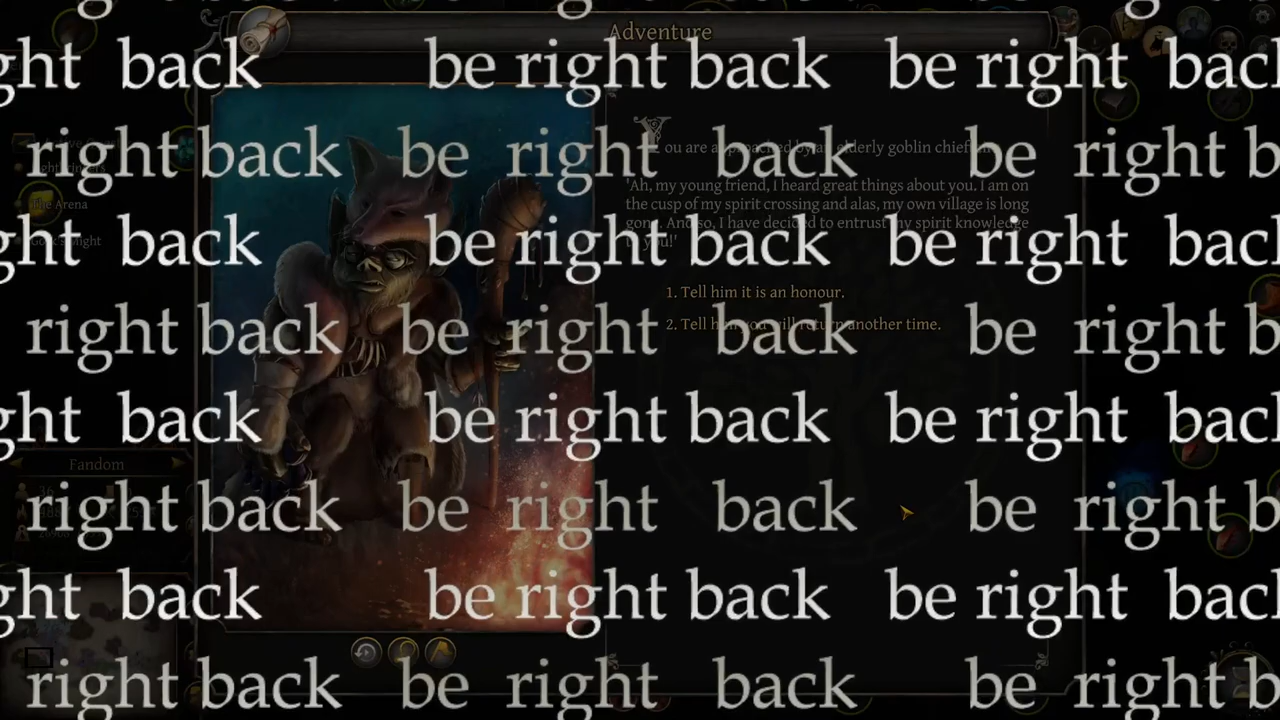 Adventure
ght back be right back be right back
right back be right back be right b
ght back be right back be right back
right back be right back be right b
ght back be right back be right back
right back be right back be right b
ght back be right back be right back
right back be right back be right b
You are approached by an elderly goblin chieftain.
'Ah, my young friend, I heard great things about you. I am on
the cusp of my spirit crossing and alas, my own village is long
gone. And so, I have decided to entrust my spirit knowledge
to you!'
1. Tell him it is an honour.
2. Tell him you will return another time.
The Arena
Fandom